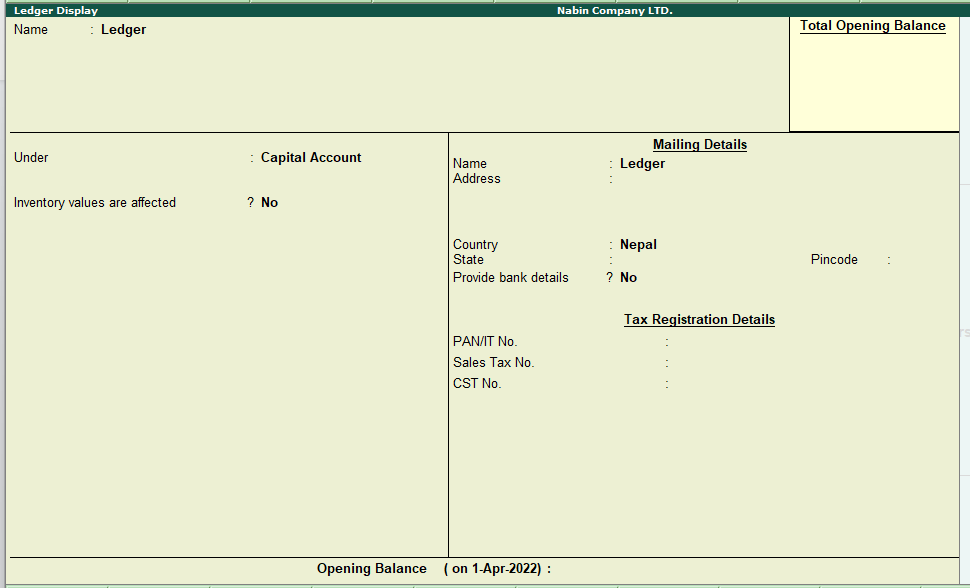 Ledger Display Nabin Company LTD.
Name : Ledger
Total Opening Balance
Under : Capital Account
Inventory values are affected ? No
Mailing Details
Name : Ledger
Address :
Country : Nepal
State : Pincode :
Provide bank details ? No
Tax Registration Details
PAN/IT No. :
Sales Tax No. :
CST No. :
Opening Balance ( on 1-Apr-2022) :